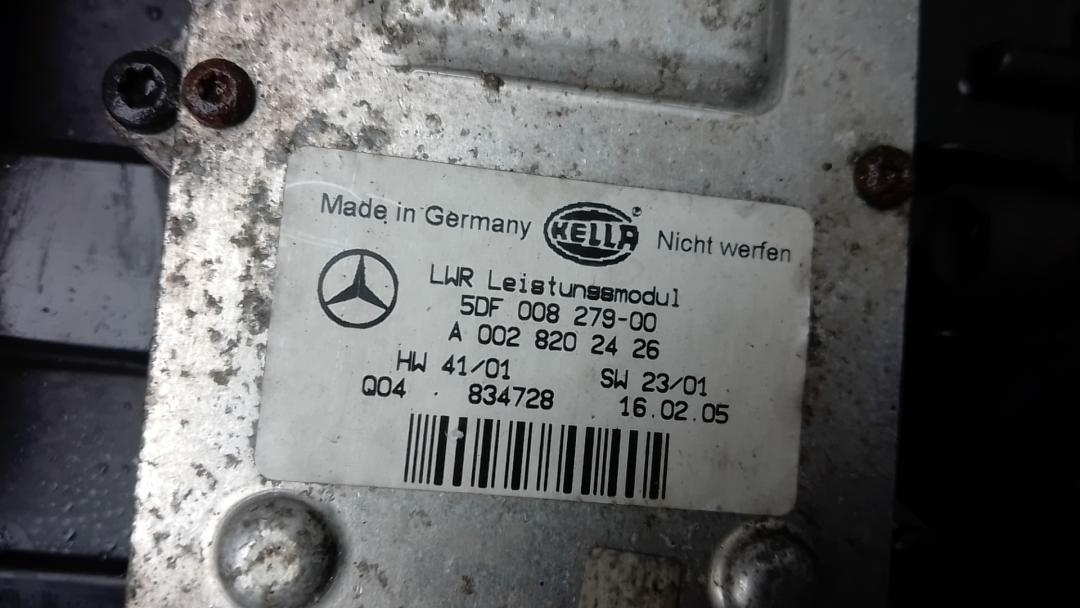 Made in Germany HELLA® Nicht werfen
LWR Leistungsmodul
5DF 008 279-00
A 002 820 24 26
HW 41/01 SW 23/01
Q04 834728 16.02.05